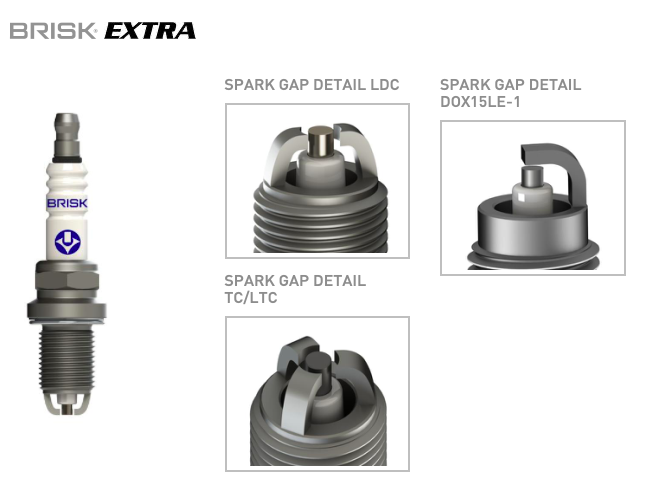 BRISK® EXTRA
SPARK GAP DETAIL LDC
SPARK GAP DETAIL
DOX15LE-1
BRISK
SPARK GAP DETAIL
TC/LTC